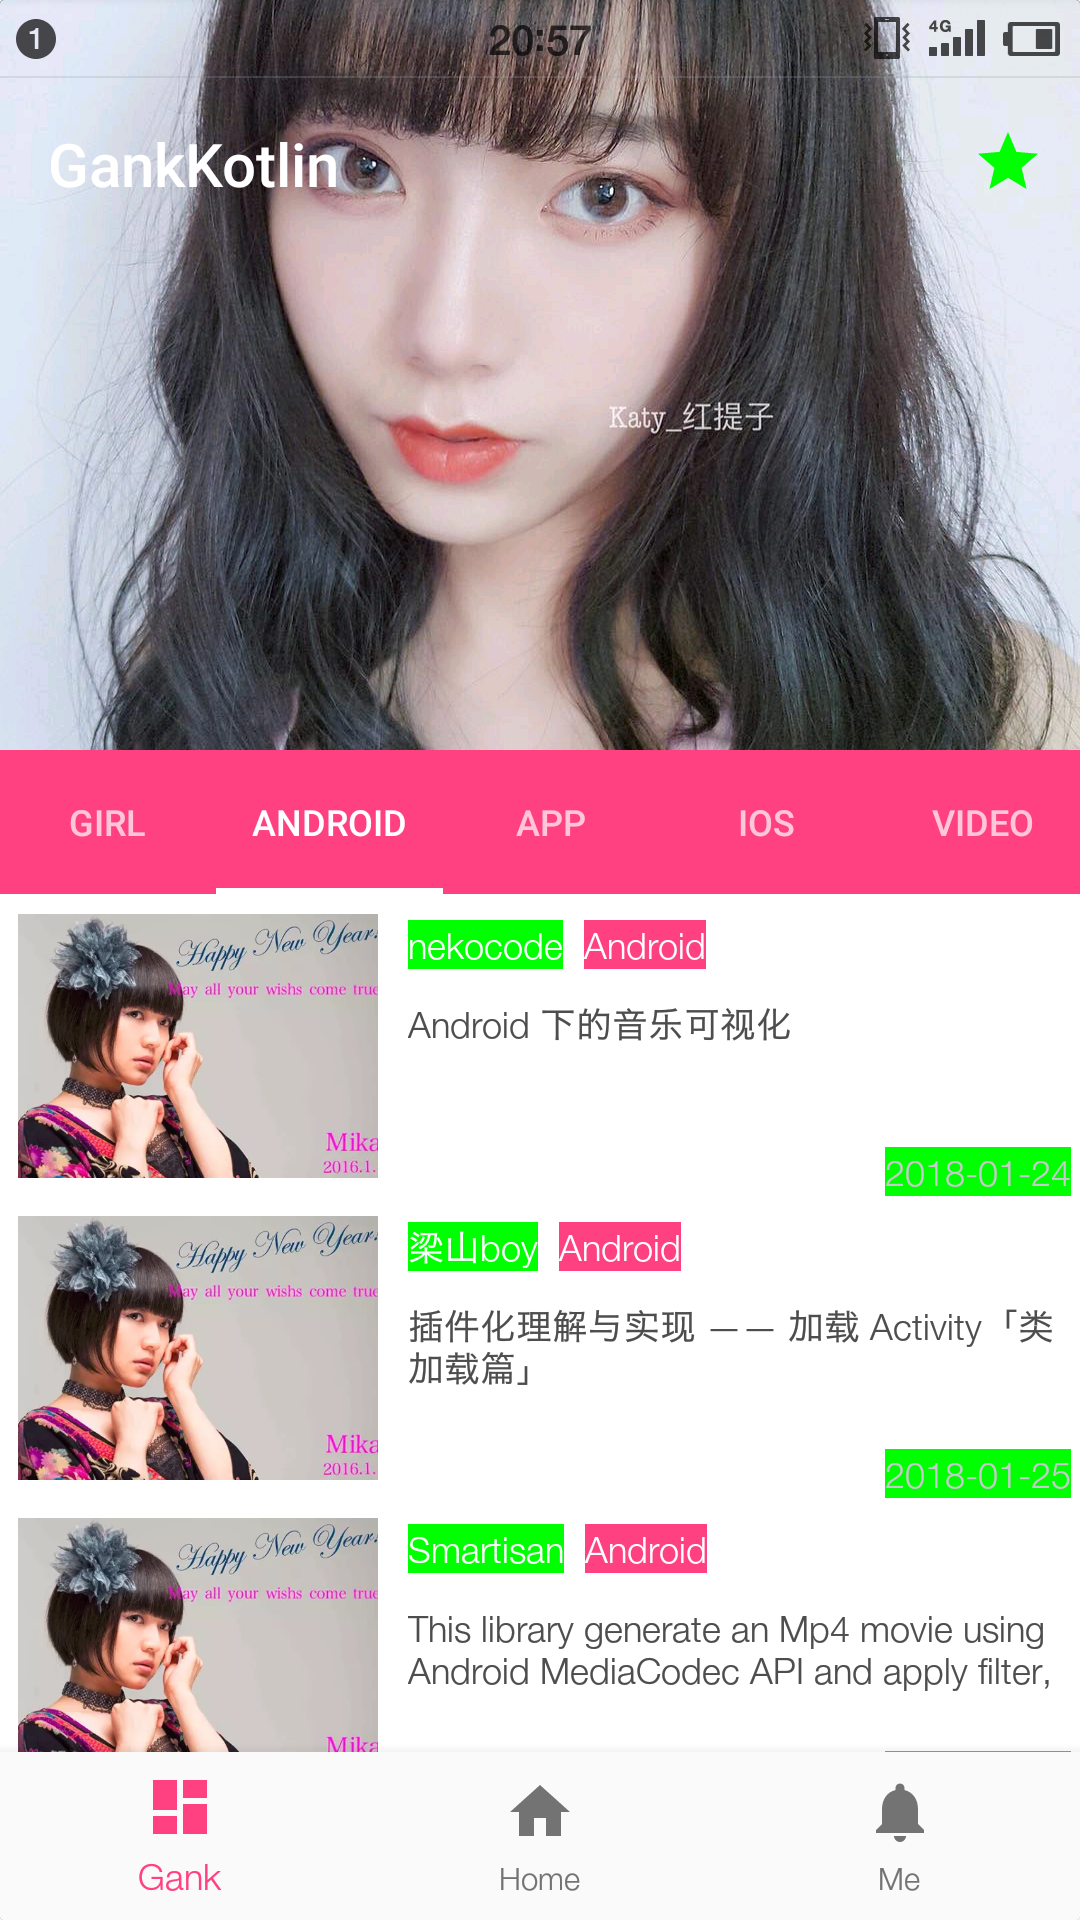 1
20:57
4G
GankKotlin
Katy_红提子
GIRL
ANDROID
APP
IOS
VIDEO
Happy New Year!
May all your wishs come true
Mika
2016.1.
nekocode
Android
Android 下的音乐可视化
2018-01-24
Happy New Year!
May all your wishs come true
Mika
2016.1.
梁山boy
Android
插件化理解与实现 —— 加载 Activity「类
加载篇」
2018-01-25
Happy New Year!
May all your wishs come true
Mika
Smartisan
Android
This library generate an Mp4 movie using
Android MediaCodec API and apply filter,
Gank
Home
Me